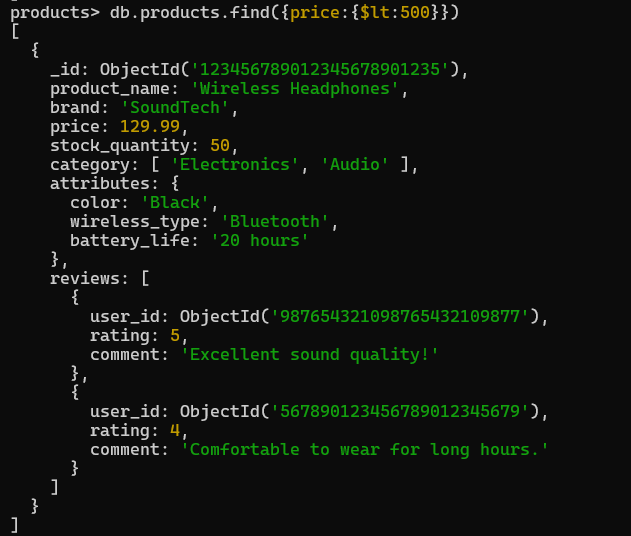 products> db.products.find({price:{$lt:500}})
[
  {
    _id: ObjectId('123456789012345678901235'),
    product_name: 'Wireless Headphones',
    brand: 'SoundTech',
    price: 129.99,
    stock_quantity: 50,
    category: [ 'Electronics', 'Audio' ],
    attributes: {
      color: 'Black',
      wireless_type: 'Bluetooth',
      battery_life: '20 hours'
    },
    reviews: [
      {
        user_id: ObjectId('987654321098765432109877'),
        rating: 5,
        comment: 'Excellent sound quality!'
      },
      {
        user_id: ObjectId('567890123456789012345679'),
        rating: 4,
        comment: 'Comfortable to wear for long hours.'
      }
    ]
  }
]